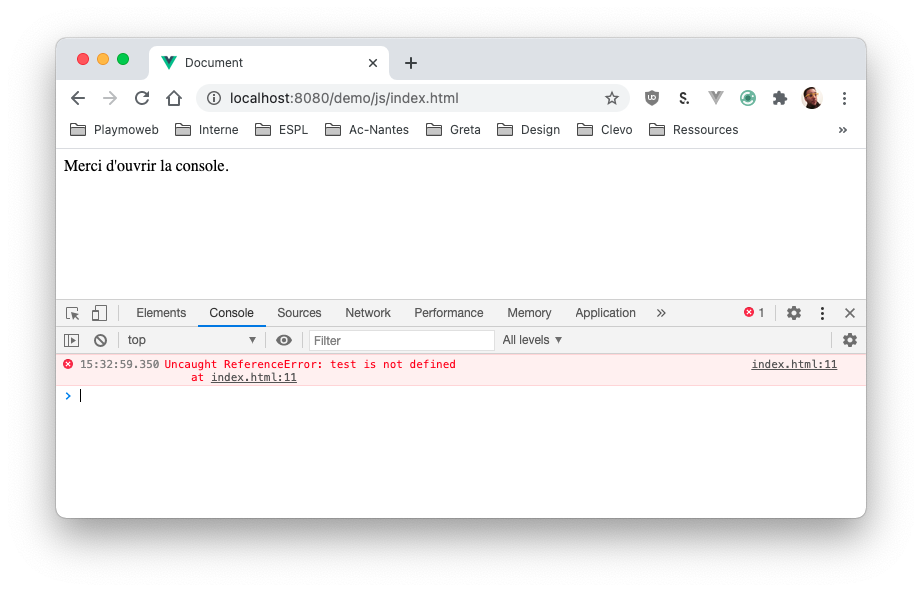 Document
localhost:8080/demo/js/index.html
S.
Playmoweb Interne ESPL Ac-Nantes Greta Design Clevo Ressources »
Merci d'ouvrir la console.
Elements Console Sources Network Performance Memory Application » 1
top Filter All levels
15:32:59.350 Uncaught ReferenceError: test is not defined index.html:11
at index.html:11